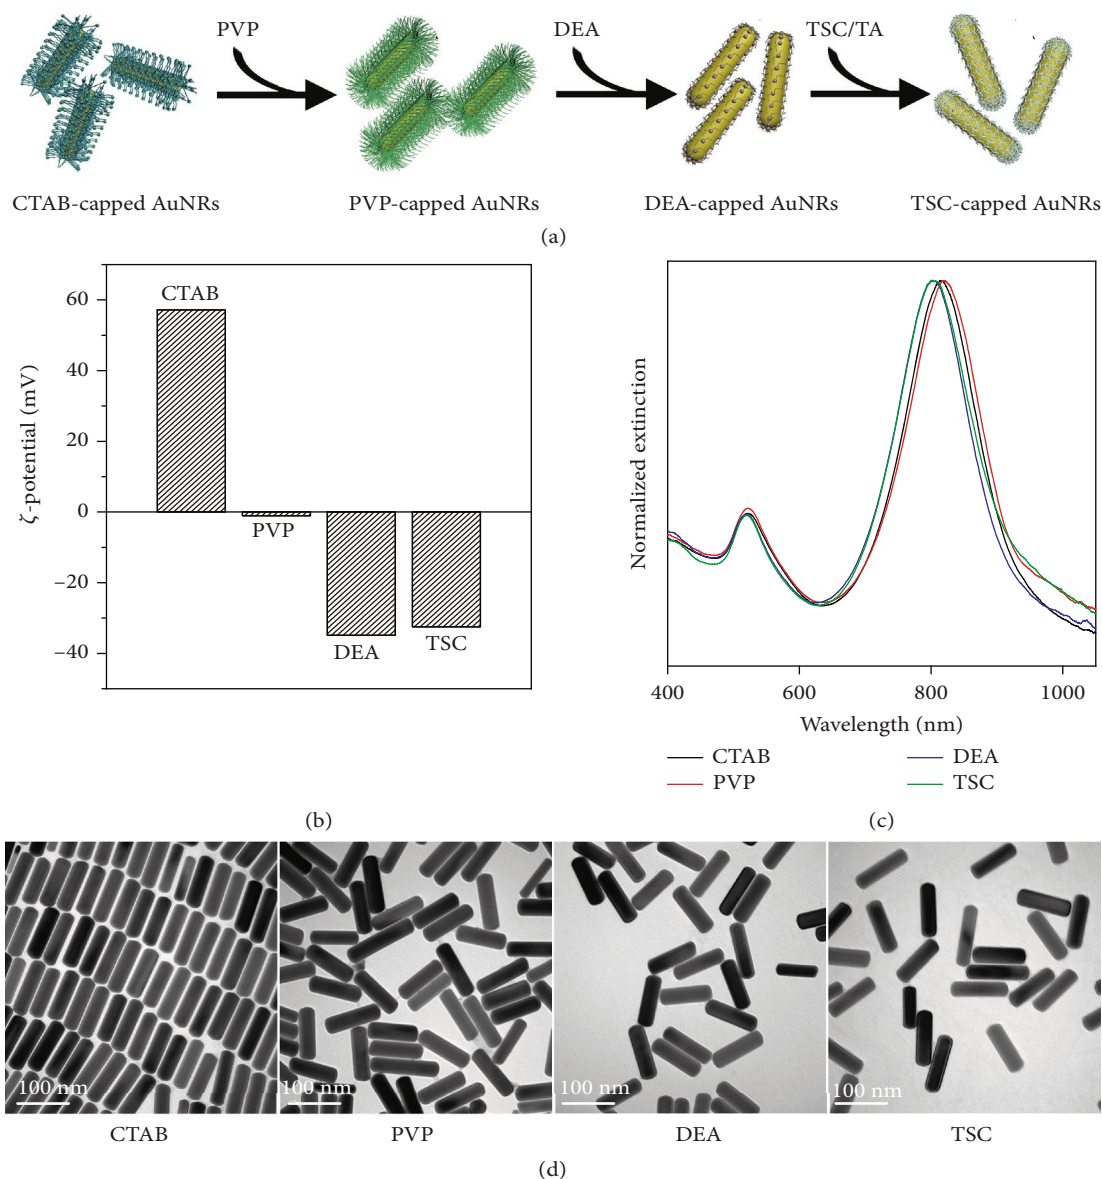 PVP DEA TSC/TA
CTAB-capped AuNRs PVP-capped AuNRs DEA-capped AuNRs TSC-capped AuNRs
(a)
ζ-potential (mV)
60
40
20
0
−20
−40
CTAB
PVP
DEA
TSC
(b)
Normalized extinction
400 600 800 1000
Wavelength (nm)
CTAB DEA
PVP TSC
(c)
100 nm 100 nm 100 nm 100 nm
CTAB PVP DEA TSC
(d)